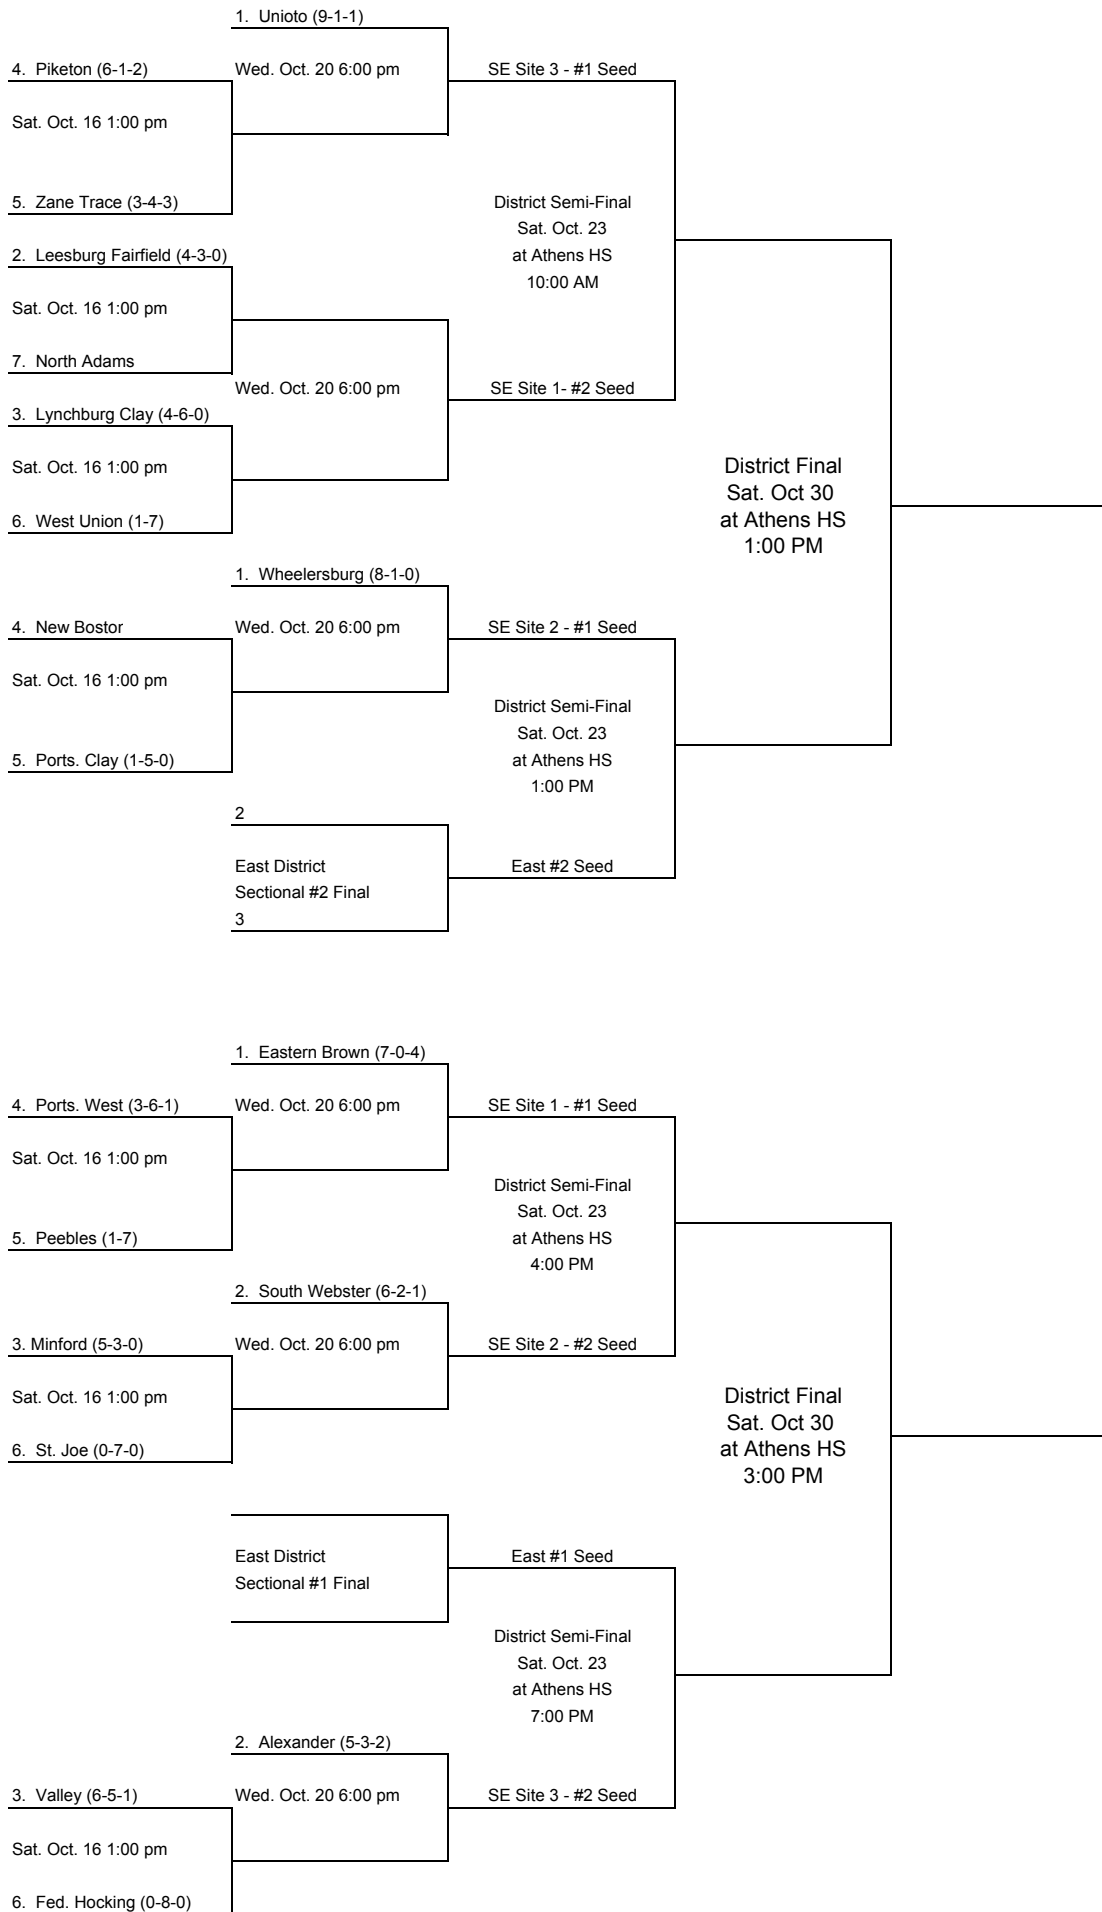 1. Unioto (9-1-1)
4. Piketon (6-1-2)
Wed. Oct. 20 6:00 pm
SE Site 3 - #1 Seed
Sat. Oct. 16 1:00 pm
5. Zane Trace (3-4-3)
District Semi-Final
Sat. Oct. 23
at Athens HS
10:00 AM
2. Leesburg Fairfield (4-3-0)
Sat. Oct. 16 1:00 pm
7. North Adams
Wed. Oct. 20 6:00 pm
SE Site 1- #2 Seed
3. Lynchburg Clay (4-6-0)
Sat. Oct. 16 1:00 pm
6. West Union (1-7)
District Final
Sat. Oct 30
at Athens HS
1:00 PM
1. Wheelersburg (8-1-0)
4. New Bostor
Wed. Oct. 20 6:00 pm
SE Site 2 - #1 Seed
Sat. Oct. 16 1:00 pm
5. Ports. Clay (1-5-0)
District Semi-Final
Sat. Oct. 23
at Athens HS
1:00 PM
2
East District
Sectional #2 Final
3
East #2 Seed
1. Eastern Brown (7-0-4)
4. Ports. West (3-6-1)
Wed. Oct. 20 6:00 pm
SE Site 1 - #1 Seed
Sat. Oct. 16 1:00 pm
5. Peebles (1-7)
District Semi-Final
Sat. Oct. 23
at Athens HS
4:00 PM
2. South Webster (6-2-1)
3. Minford (5-3-0)
Wed. Oct. 20 6:00 pm
SE Site 2 - #2 Seed
Sat. Oct. 16 1:00 pm
6. St. Joe (0-7-0)
District Final
Sat. Oct 30
at Athens HS
3:00 PM
East District
Sectional #1 Final
East #1 Seed
District Semi-Final
Sat. Oct. 23
at Athens HS
7:00 PM
2. Alexander (5-3-2)
3. Valley (6-5-1)
Wed. Oct. 20 6:00 pm
SE Site 3 - #2 Seed
Sat. Oct. 16 1:00 pm
6. Fed. Hocking (0-8-0)